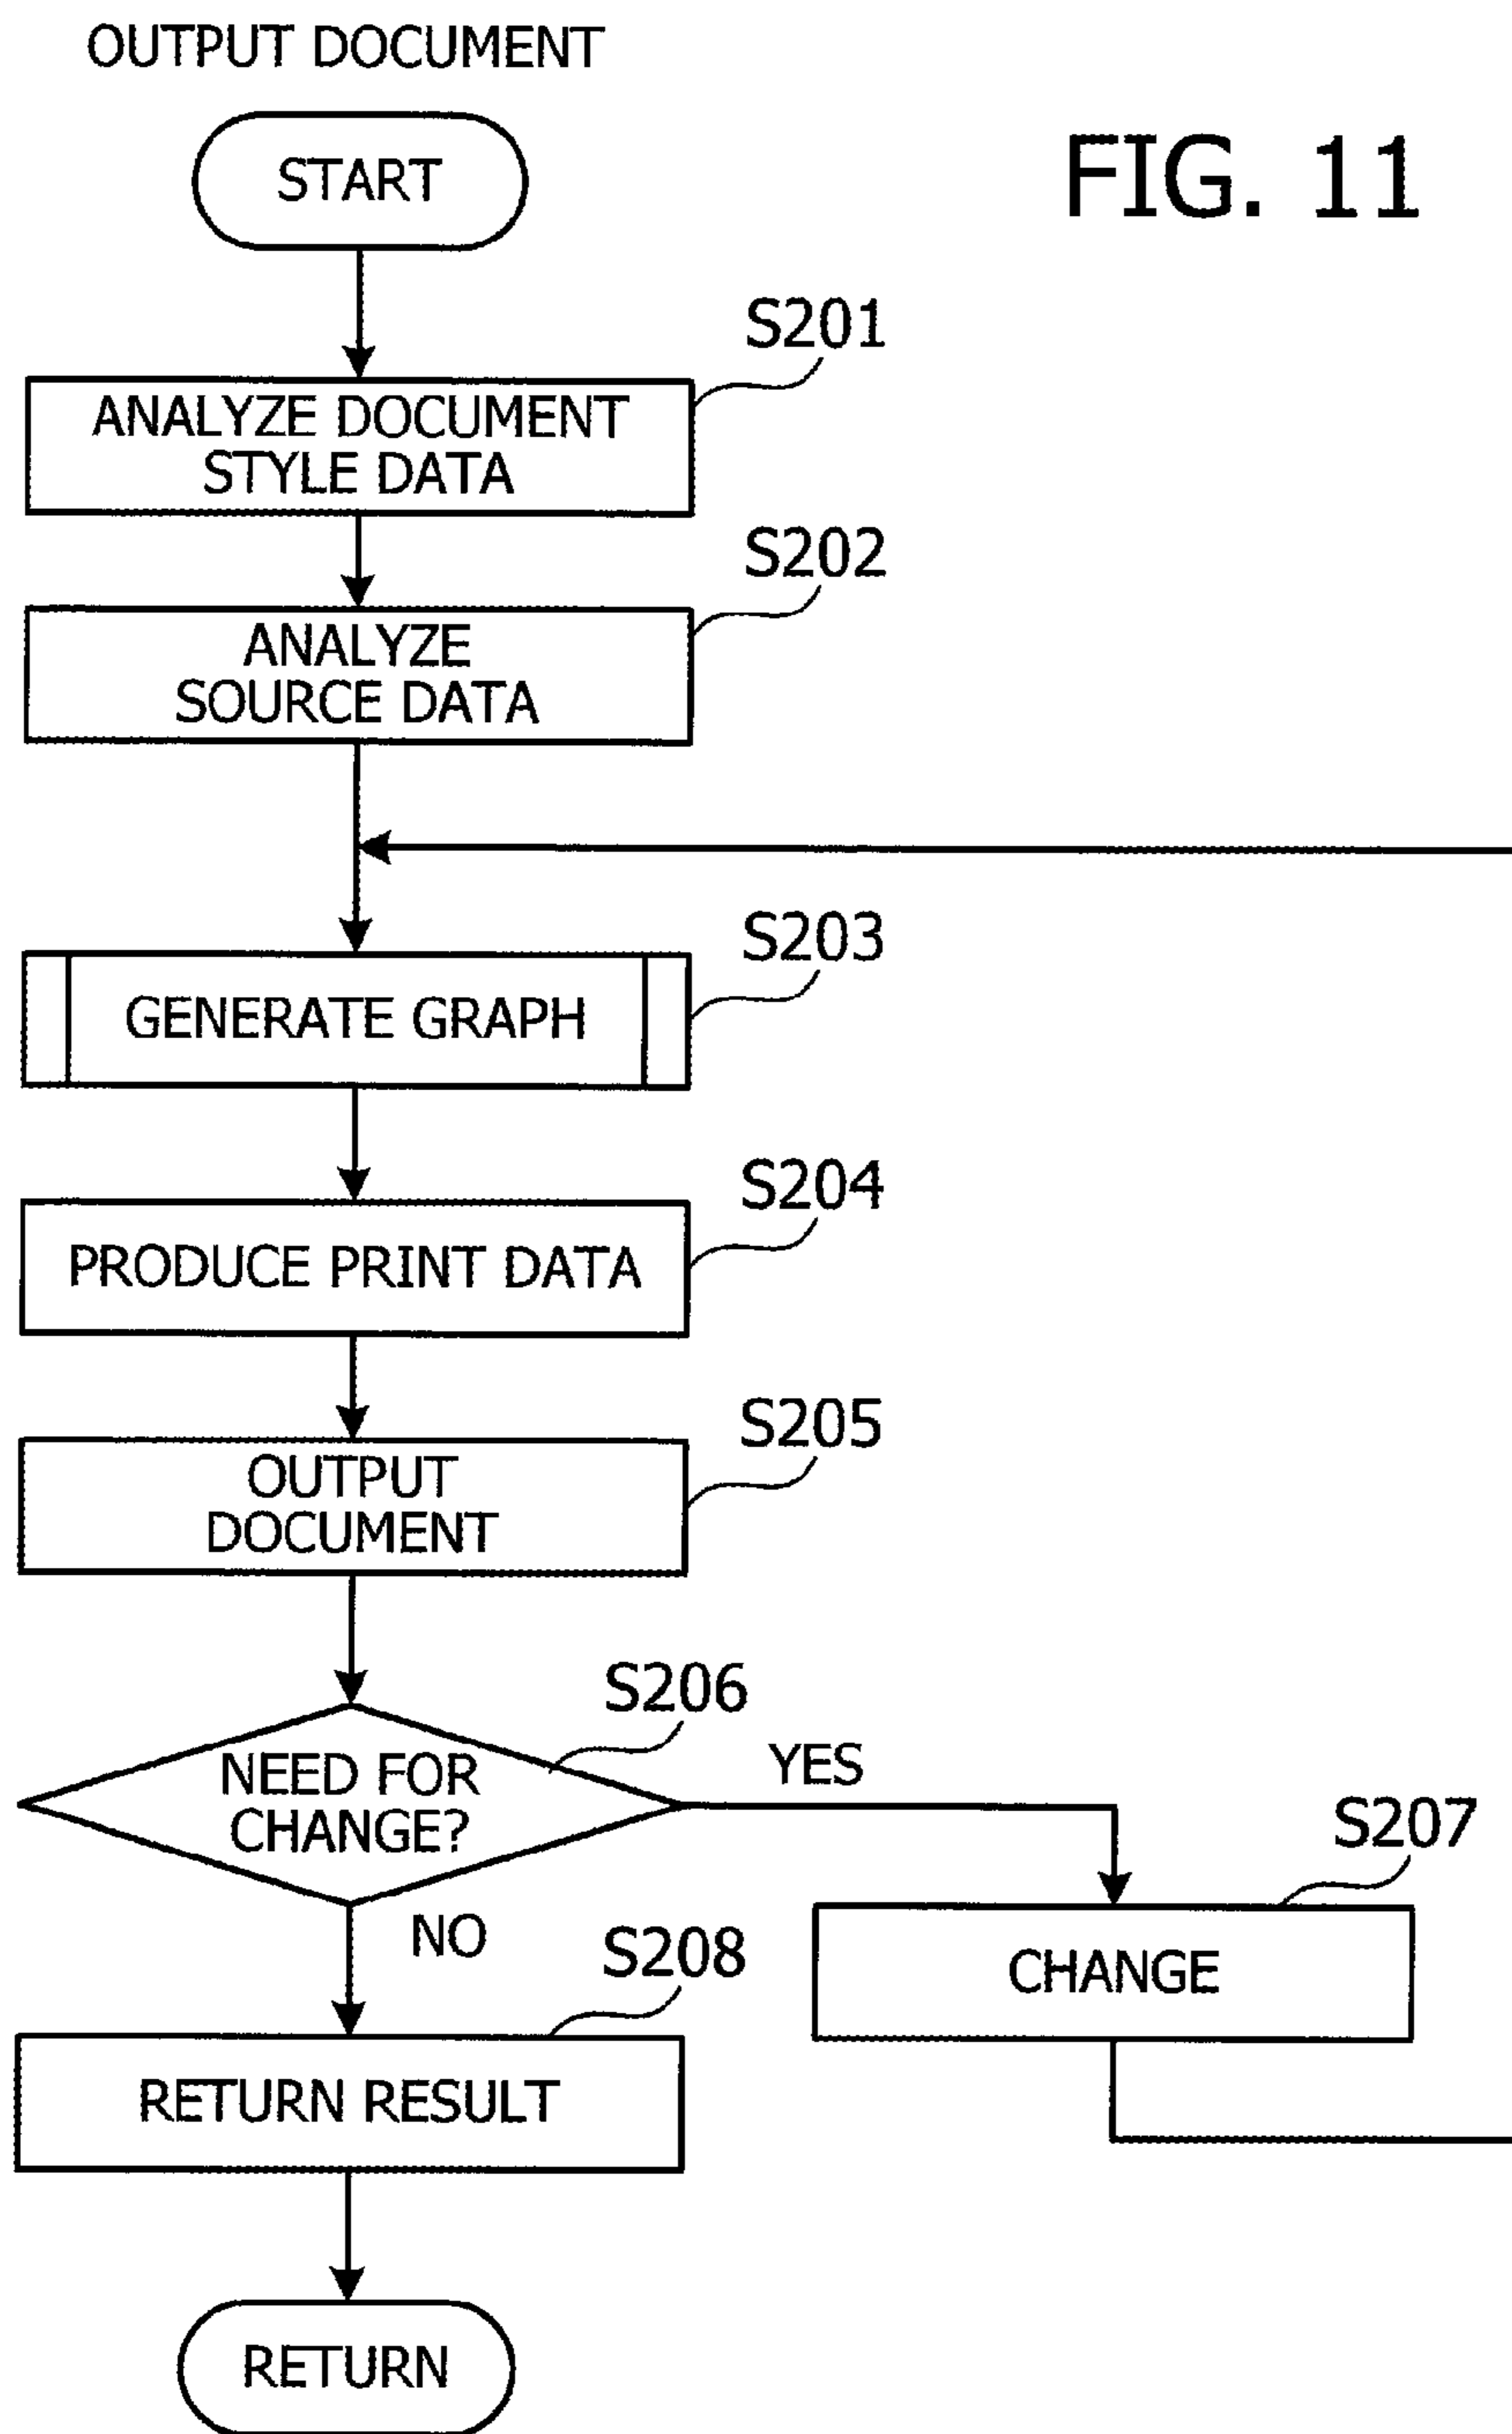 OUTPUT DOCUMENT
FIG. 11
START
S201
ANALYZE DOCUMENT
STYLE DATA
S202
ANALYZE
SOURCE DATA
S203
GENERATE GRAPH
S204
PRODUCE PRINT DATA
S205
OUTPUT
DOCUMENT
S206
NEED FOR
CHANGE?
YES
S207
CHANGE
NO
S208
RETURN RESULT
RETURN